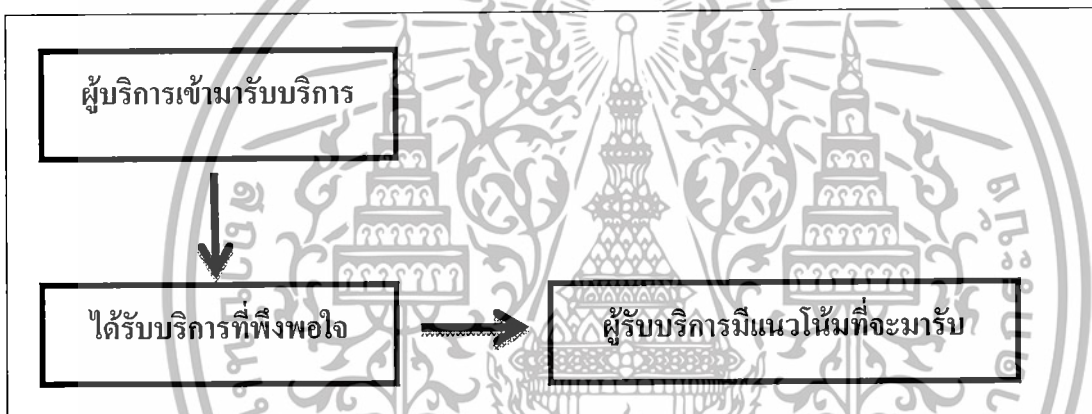 ผู้บริการเข้ามารับบริการ
ได้รับบริการที่พึงพอใจ
ผู้รับบริการมีแนวโน้มที่จะมารับ